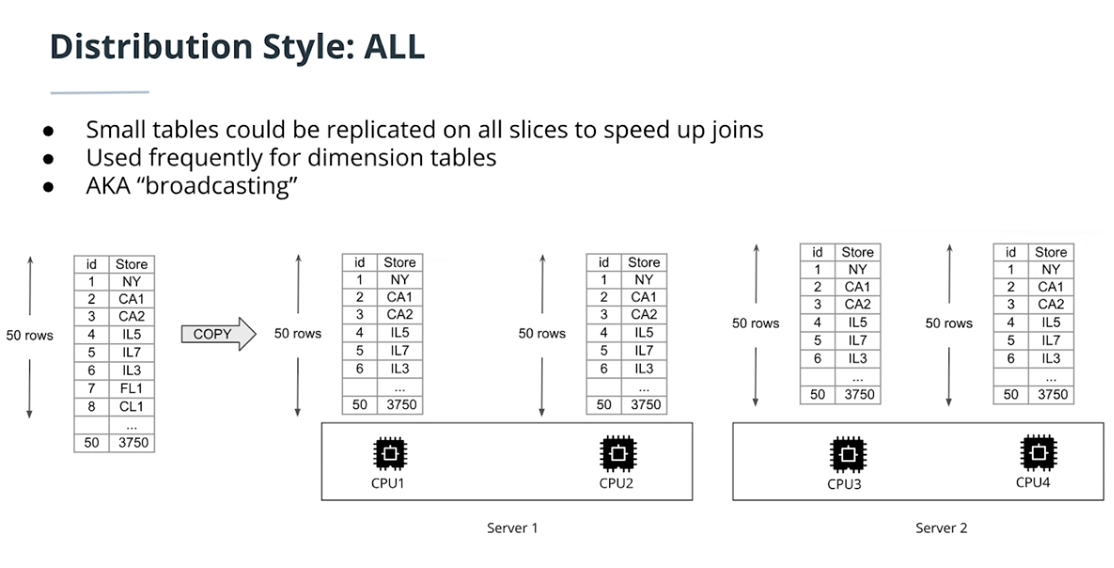 Distribution Style: ALL
● Small tables could be replicated on all slices to speed up joins
● Used frequently for dimension tables
● AKA “broadcasting”
50 rows
id Store
1 NY
2 CA1
3 CA2
4 IL5
5 IL7
6 IL3
7 FL1
8 CL1
...
50 3750
COPY
50 rows
id Store
1 NY
2 CA1
3 CA2
4 IL5
5 IL7
6 IL3
...
50 3750
CPU1
50 rows
id Store
1 NY
2 CA1
3 CA2
4 IL5
5 IL7
6 IL3
...
50 3750
CPU2
Server 1
50 rows
id Store
1 NY
2 CA1
3 CA2
4 IL5
5 IL7
6 IL3
...
50 3750
CPU3
50 rows
id Store
1 NY
2 CA1
3 CA2
4 IL5
5 IL7
6 IL3
...
50 3750
CPU4
Server 2